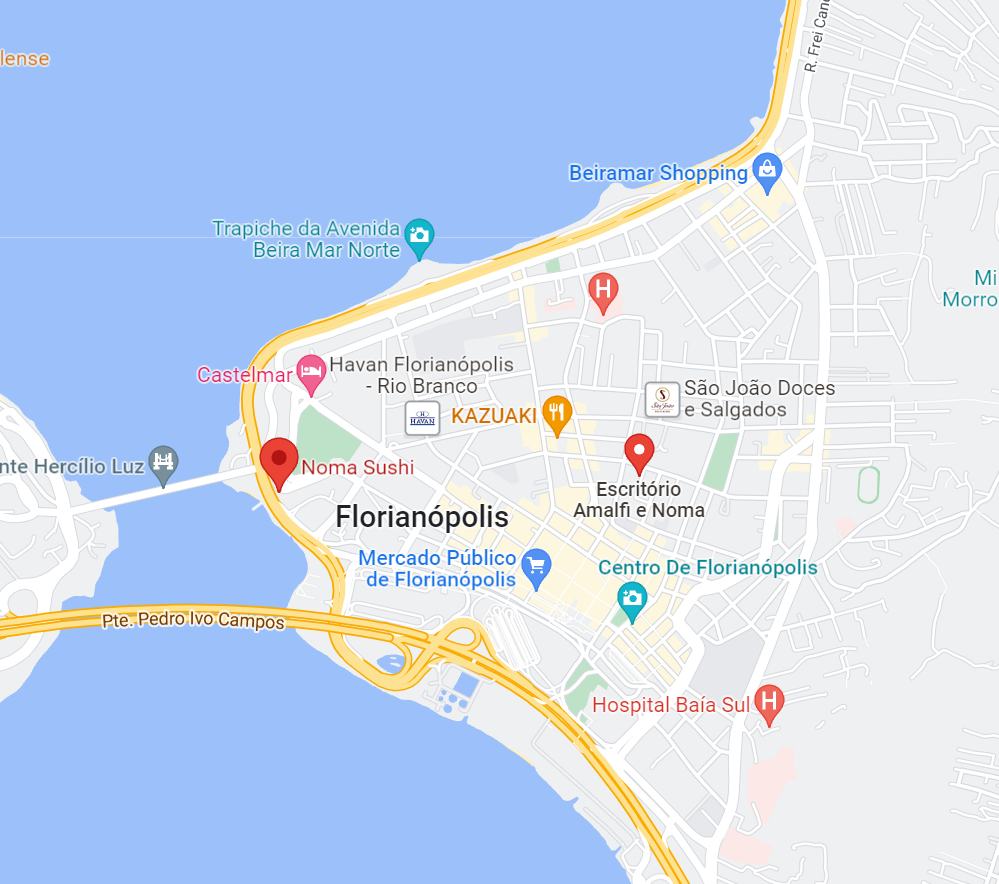 lense
R. Frei Cane
Beiramar Shopping
Trapiche da Avenida
Beira Mar Norte
H
Mi
Morro
Castelmar
Havan Florianópolis
- Rio Branco
HAVAN
KAZUAKI
São João Doces
e Salgados
nte Hercílio Luz
Noma Sushi
Escritório
Amalfi e Noma
Florianópolis
Mercado Público
de Florianópolis
Centro De Florianópolis
Pte. Pedro Ivo Campos
Hospital Baía Sul
H